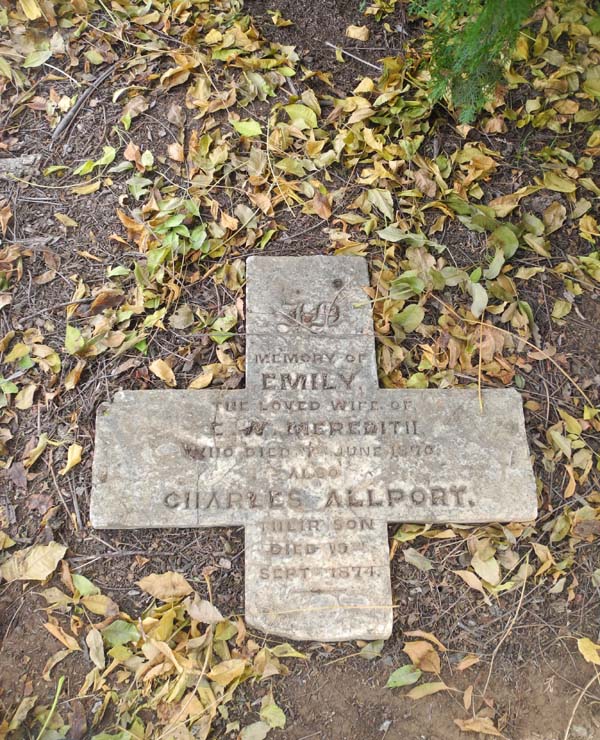 MEMORY OF
EMILY,
THE LOVED WIFE OF
C. W. MEREDITH
WHO DIED JUNE 1870
ALSO
CHARLES ALLPORT,
THEIR SON
DIED
SEPT. 1874.